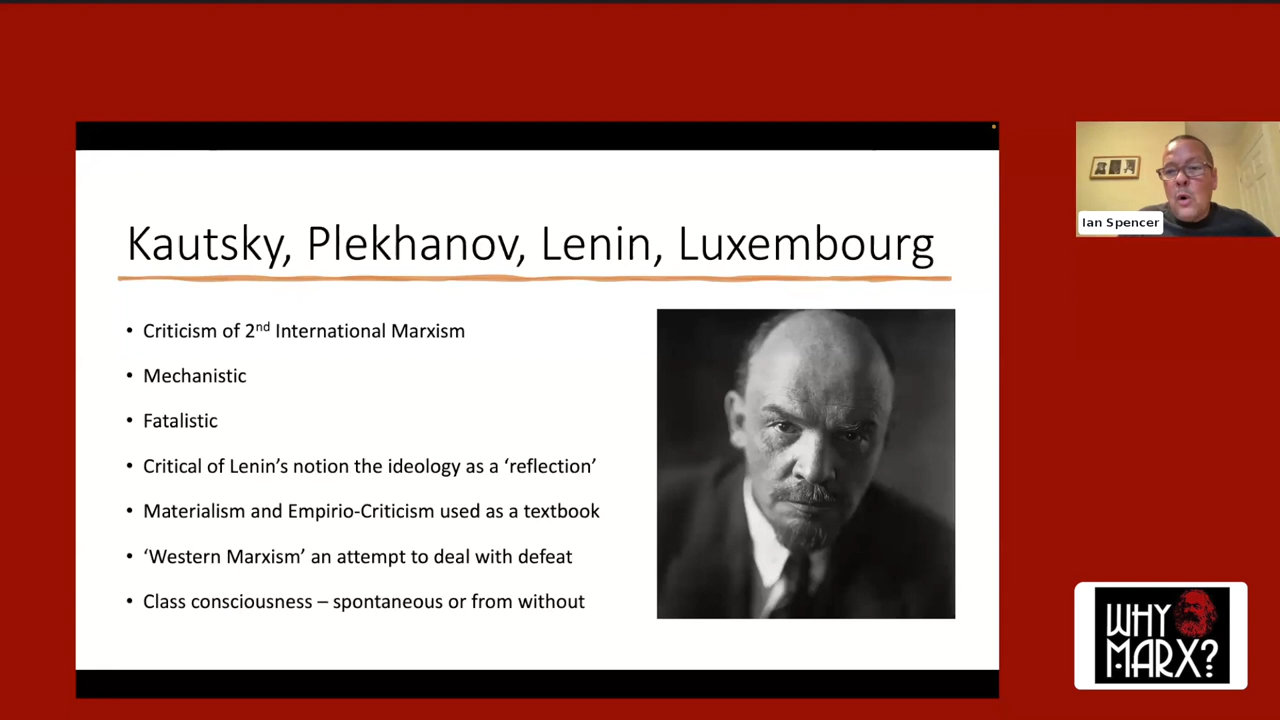 Kautsky, Plekhanov, Lenin, Luxembourg
• Criticism of 2nd International Marxism
• Mechanistic
• Fatalistic
• Critical of Lenin’s notion the ideology as a ‘reflection’
• Materialism and Empirio-Criticism used as a textbook
• ‘Western Marxism’ an attempt to deal with defeat
• Class consciousness – spontaneous or from without
Ian Spencer
WHY
MARX?